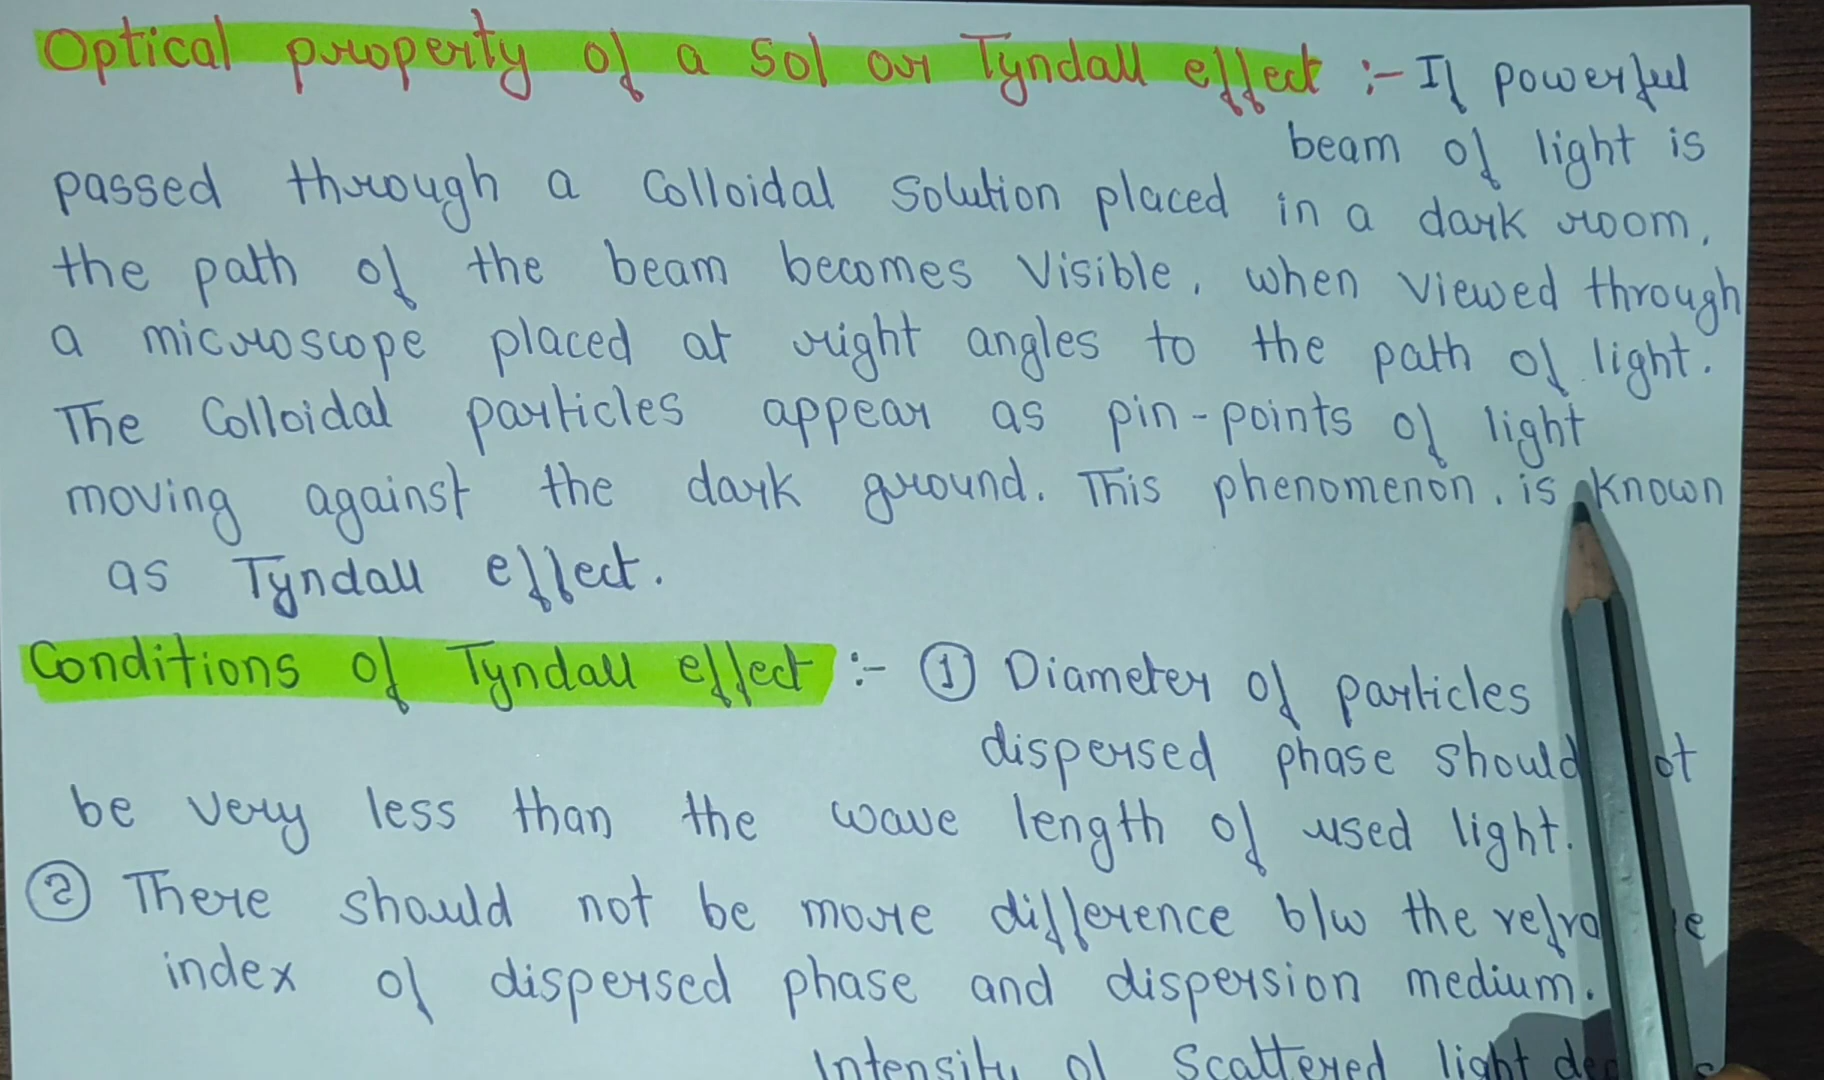 Optical property of a Sol or Tyndall effect :- If powerful
beam of light is
passed through a Colloidal Solution placed in a dark room,
the path of the beam becomes Visible, when viewed through
a microscope placed at right angles to the path of light.
The Colloidal particles appear as pin-points of light
moving against the dark ground. This phenomenon, is known
as Tyndall effect.
Conditions of Tyndall effect :- ① Diameter of particles
dispersed phase should
be very less than the wave length of used light.
② There should not be more difference b/w the
index of dispersed phase and dispersion medium.
Intensity of Scattered light